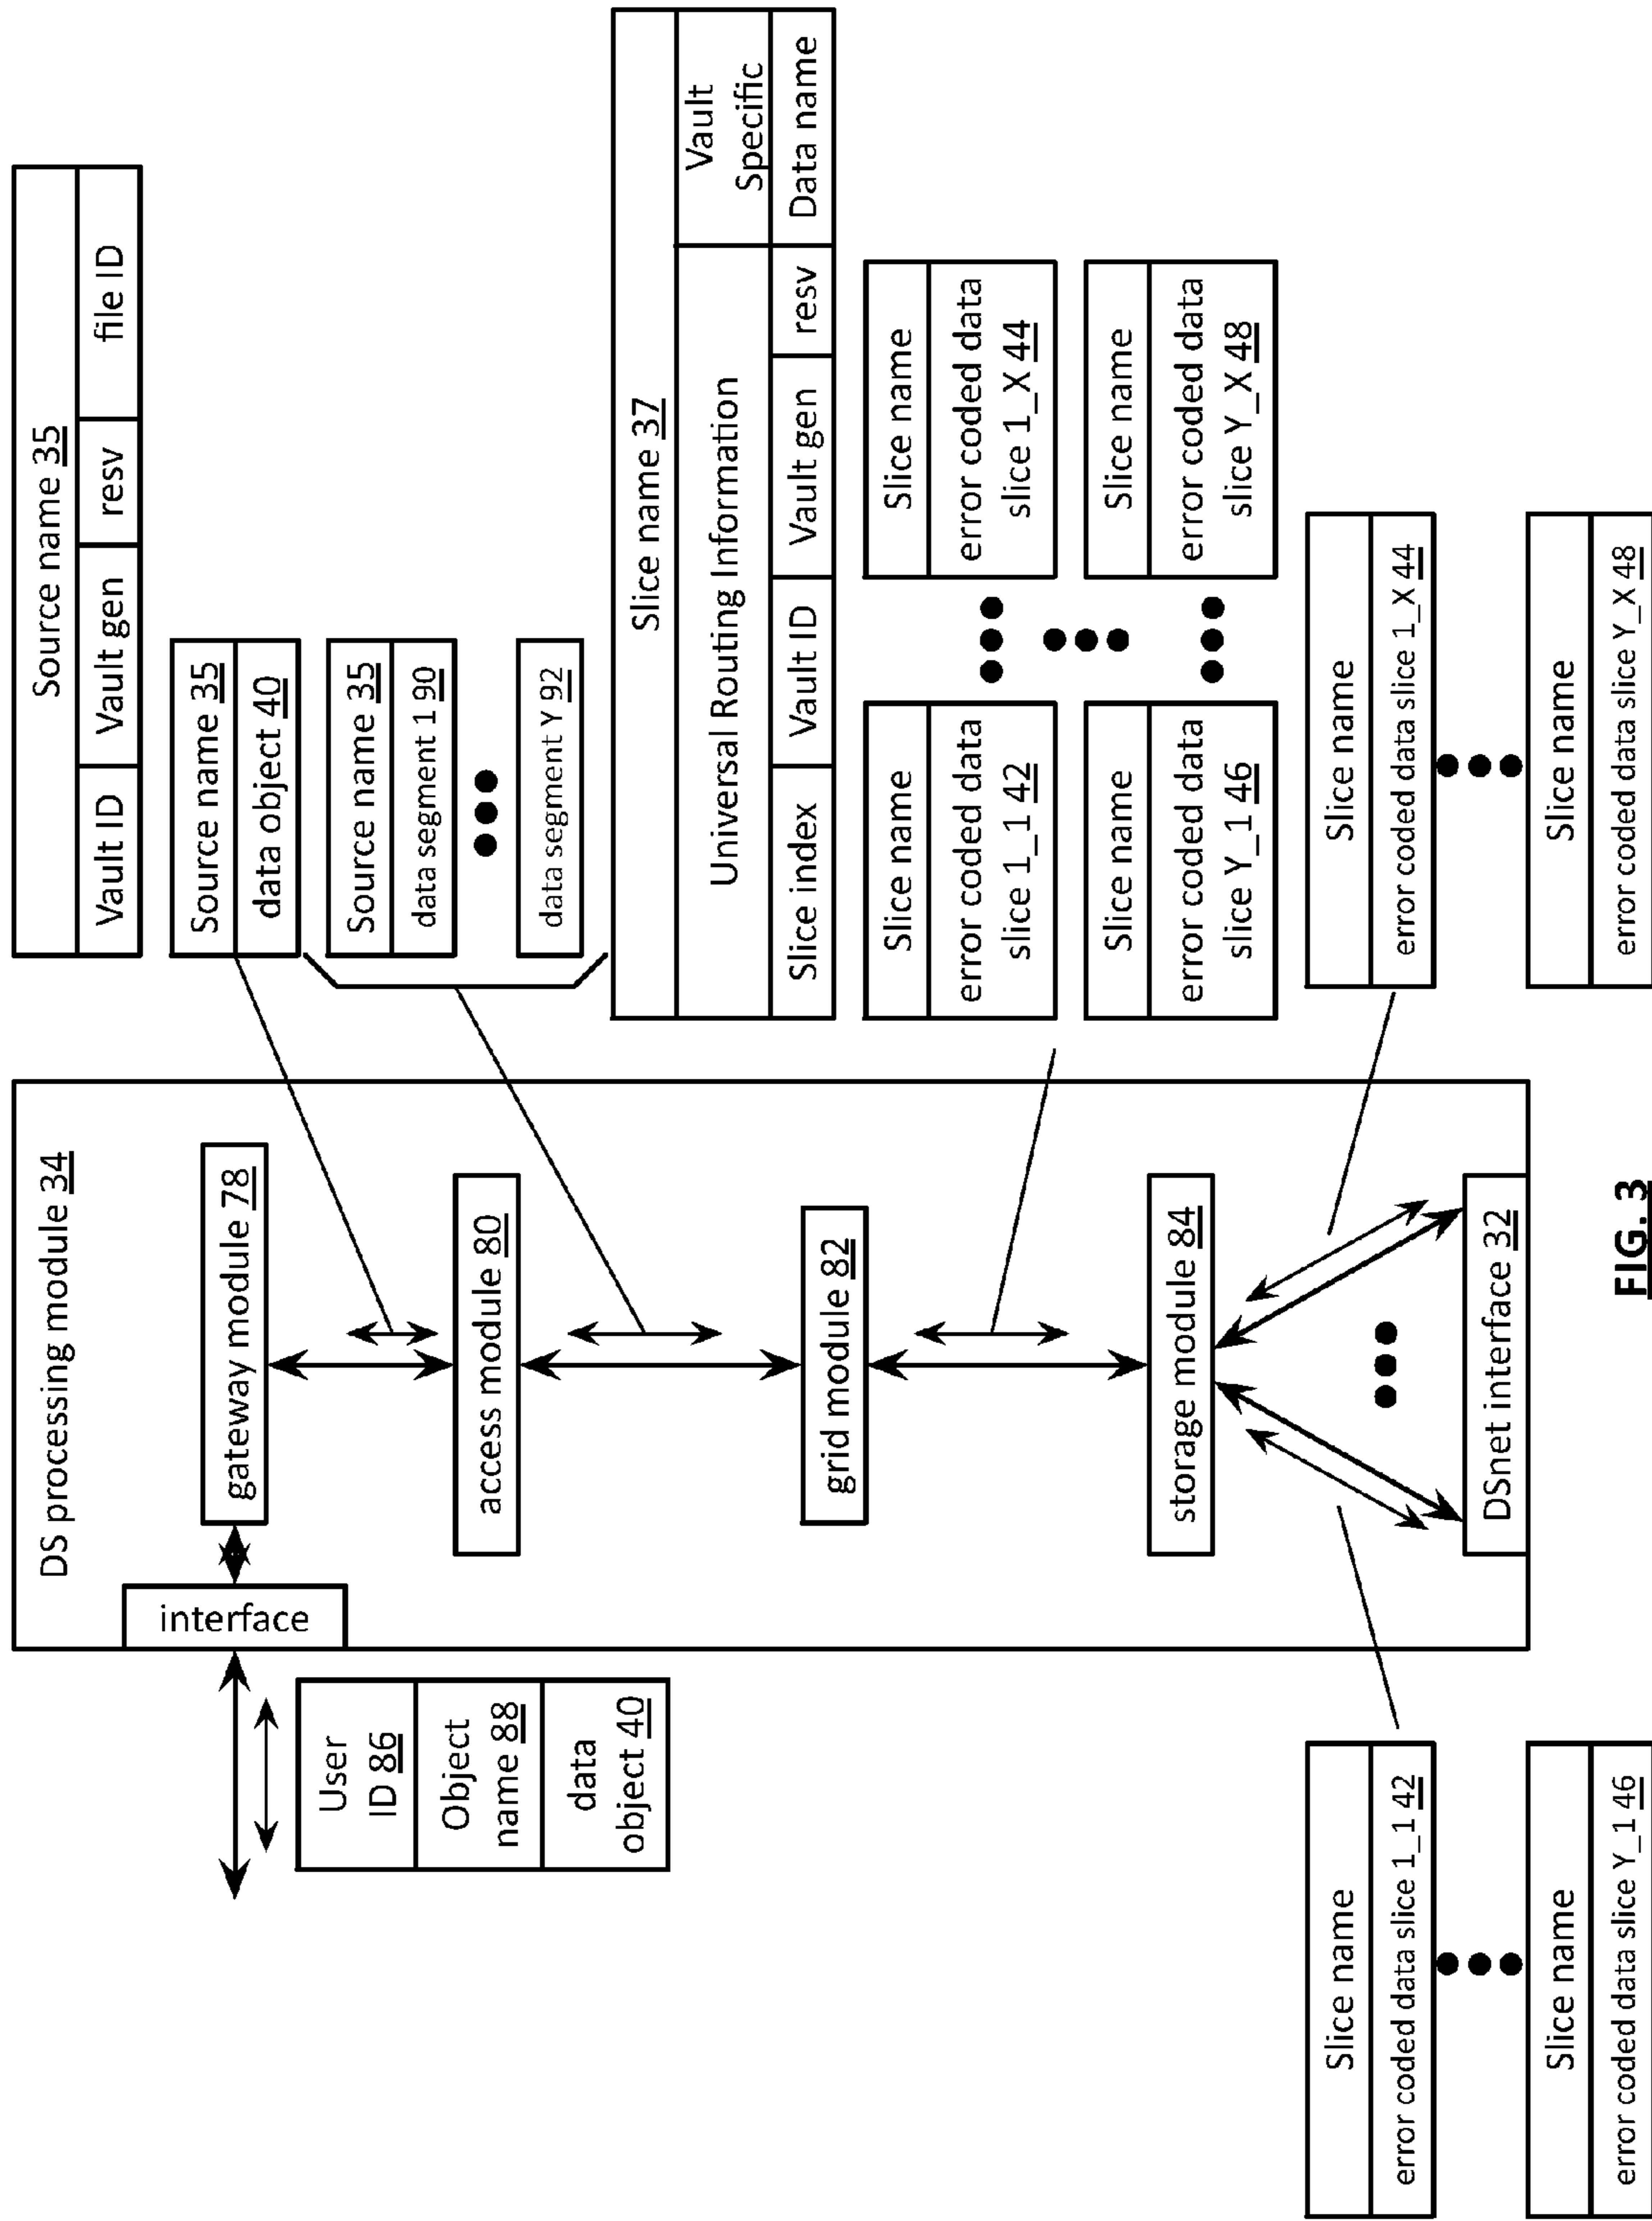 DS processing module 34
interface
gateway module 78
access module 80
grid module 82
storage module 84
DSnet interface 32
User
ID 86
Object
name 88
data
object 40
Source name 35
Vault ID
Vault gen
resv
file ID
Source name 35
data object 40
Source name 35
data segment 1 90
data segment Y 92
Slice name 37
Universal Routing Information
Vault
Specific
Slice index
Vault ID
Vault gen
resv
Data name
Slice name
error coded data
slice 1_1 42
Slice name
error coded data
slice 1_X 44
Slice name
error coded data
slice Y_1 46
Slice name
error coded data
slice Y_X 48
Slice name
error coded data slice 1_1 42
Slice name
error coded data slice Y_1 46
Slice name
error coded data slice 1_X 44
Slice name
error coded data slice Y_X 48
FIG. 3